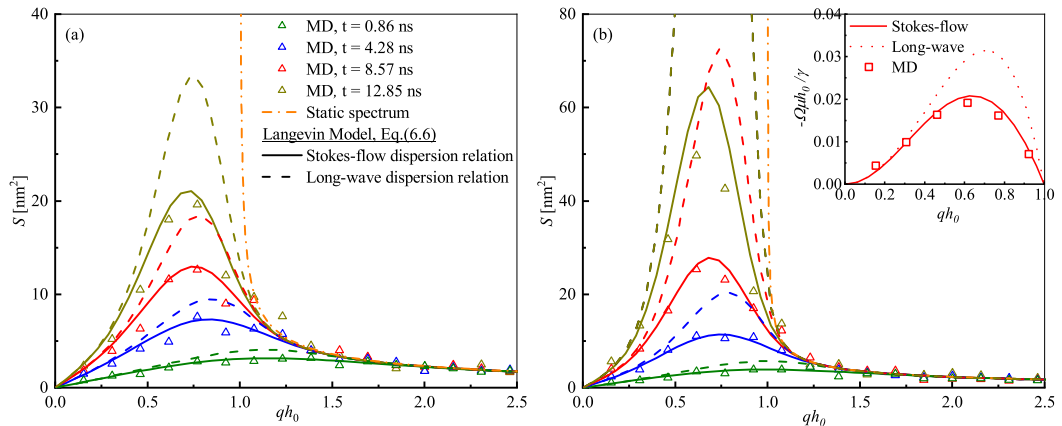 (a)
MD, t = 0.86 ns
MD, t = 4.28 ns
MD, t = 8.57 ns
MD, t = 12.85 ns
Static spectrum
Langevin Model, Eq.(6.6)
Stokes-flow dispersion relation
Long-wave dispersion relation
S [nm²]
40
30
20
10
0
0.0 0.5 1.0 1.5 2.0 2.5
qh₀
(b)
S [nm²]
80
60
40
20
0
0.0 0.5 1.0 1.5 2.0 2.5
qh₀
Stokes-flow
Long-wave
MD
-Ωμh₀/γ
0.04
0.03
0.02
0.01
0.00
0.0 0.2 0.4 0.6 0.8 1.0
qh₀